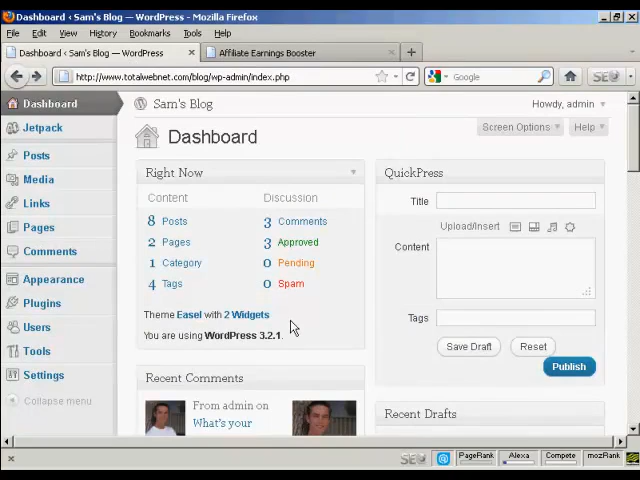 Dashboard ‹ Sam's Blog — WordPress - Mozilla Firefox
File Edit View History Bookmarks Tools Help
Dashboard ‹ Sam's Blog — WordPress × Affiliate Earnings Booster × +
http://www.totalwebnet.com/blog/wp-admin/index.php Google SEO
Dashboard
Jetpack
Posts
Media
Links
Pages
Comments
Appearance
Plugins
Users
Tools
Settings
Collapse menu
Sam's Blog Howdy, admin
Dashboard Screen Options Help
Right Now
Content Discussion
8 Posts 3 Comments
2 Pages 3 Approved
1 Category 0 Pending
4 Tags 0 Spam
Theme Easel with 2 Widgets
You are using WordPress 3.2.1.
Recent Comments
From admin on
What's your
QuickPress
Title
Upload/Insert
Content
Tags
Save Draft Reset
Publish
Recent Drafts
× SEO PageRank Alexa Compete mozRank